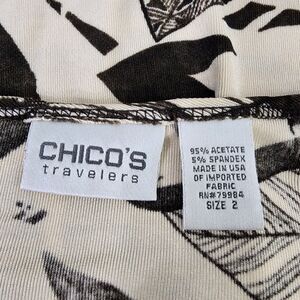 CHICO'S
travelers
95% ACETATE
5% SPANDEX
MADE IN USA
OF IMPORTED
FABRIC
RN#79984
SIZE 2